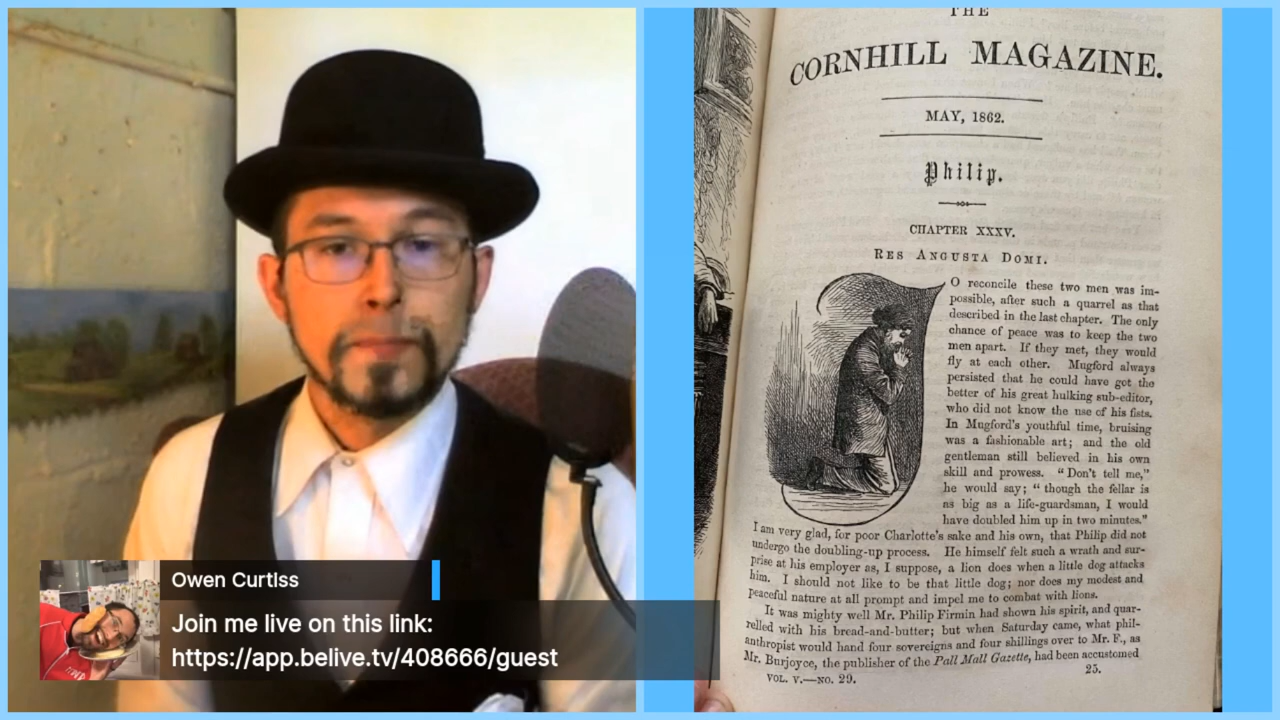 THE
CORNHILL MAGAZINE.
MAY, 1862.
Philip.
CHAPTER XXXV.
RES ANGUSTA DOMI.
O reconcile these two men was im-
possible, after such a quarrel as that
described in the last chapter. The only
chance of peace was to keep the two
men apart. If they met, they would
fly at each other. Mugford always
persisted that he could have got the
better of his great hulking sub-editor,
who did not know the use of his fists.
In Mugford's youthful time, bruising
was a fashionable art; and the old
gentleman still believed in his own
skill and prowess. "Don't tell me,"
he would say; "though the fellar is
as big as a life-guardsman, I would
have doubled him up in two minutes."
I am very glad, for poor Charlotte's sake and his own, that Philip did not
undergo the doubling-up process. He himself felt such a wrath and sur-
prise at his employer as, I suppose, a lion does when a little dog attacks
him. I should not like to be that little dog; nor does my modest and
peaceful nature at all prompt and impel me to combat with lions.
It was mighty well Mr. Philip Firmin had shown his spirit, and quar-
relled with his bread-and-butter; but when Saturday came, what phil-
anthropist would hand four sovereigns and four shillings over to Mr. F., as
Mr. Burjoyce, the publisher of the Pall Mall Gazette, had been accustomed
VOL. V.—NO. 29.
25.
Owen Curtiss
Join me live on this link:
https://app.belive.tv/408666/guest